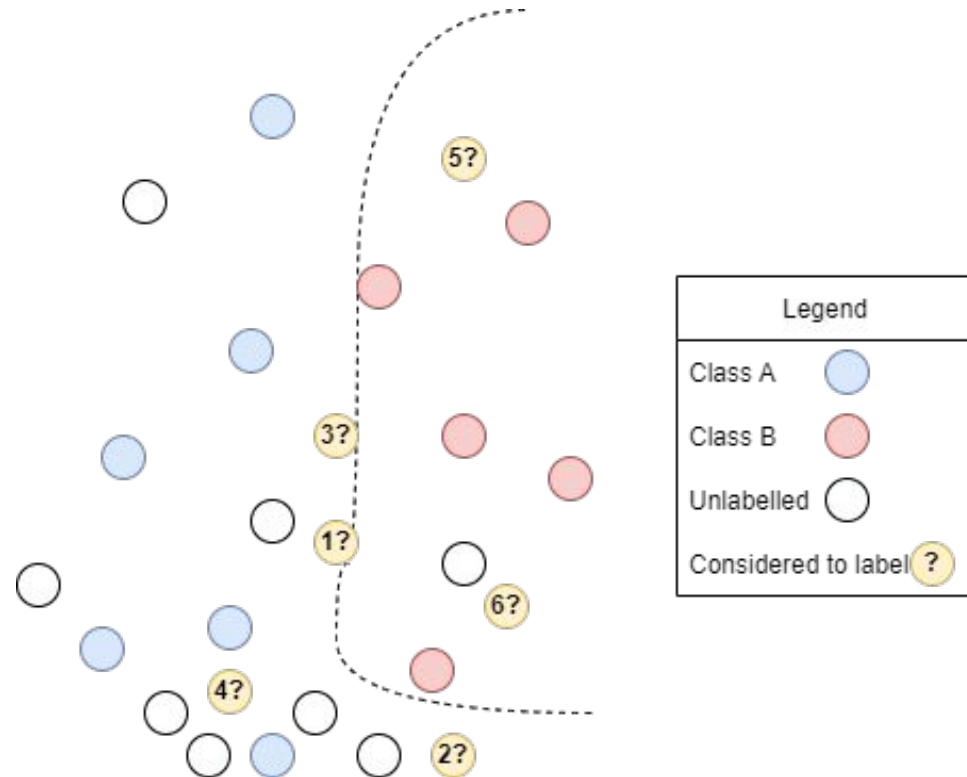 5?
3?
1?
6?
4?
2?
Legend
Class A
Class B
Unlabelled
Considered to label ?